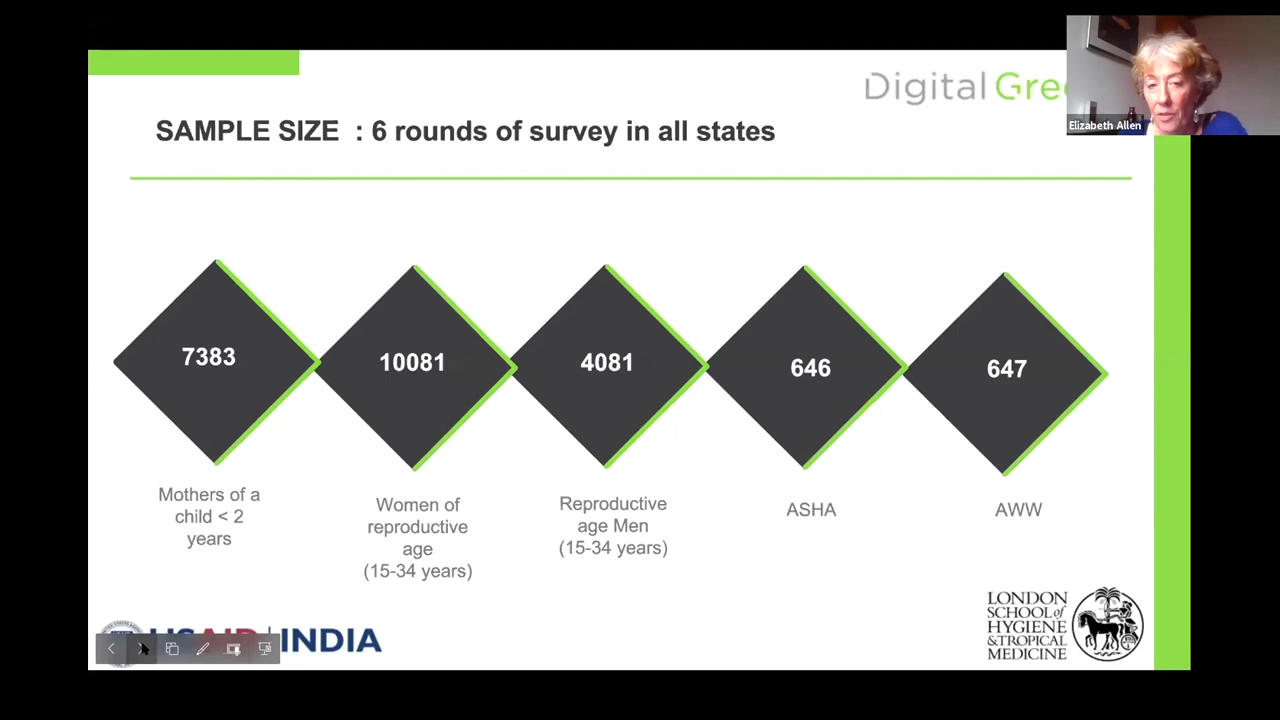 Digital Gre
Elizabeth Allen
SAMPLE SIZE : 6 rounds of survey in all states
7383
10081
4081
646
647
Mothers of a
child < 2
years
Women of
reproductive
age
(15-34 years)
Reproductive
age Men
(15-34 years)
ASHA
AWW
USAID INDIA
LONDON
SCHOOL of
HYGIENE
& TROPICAL
MEDICINE